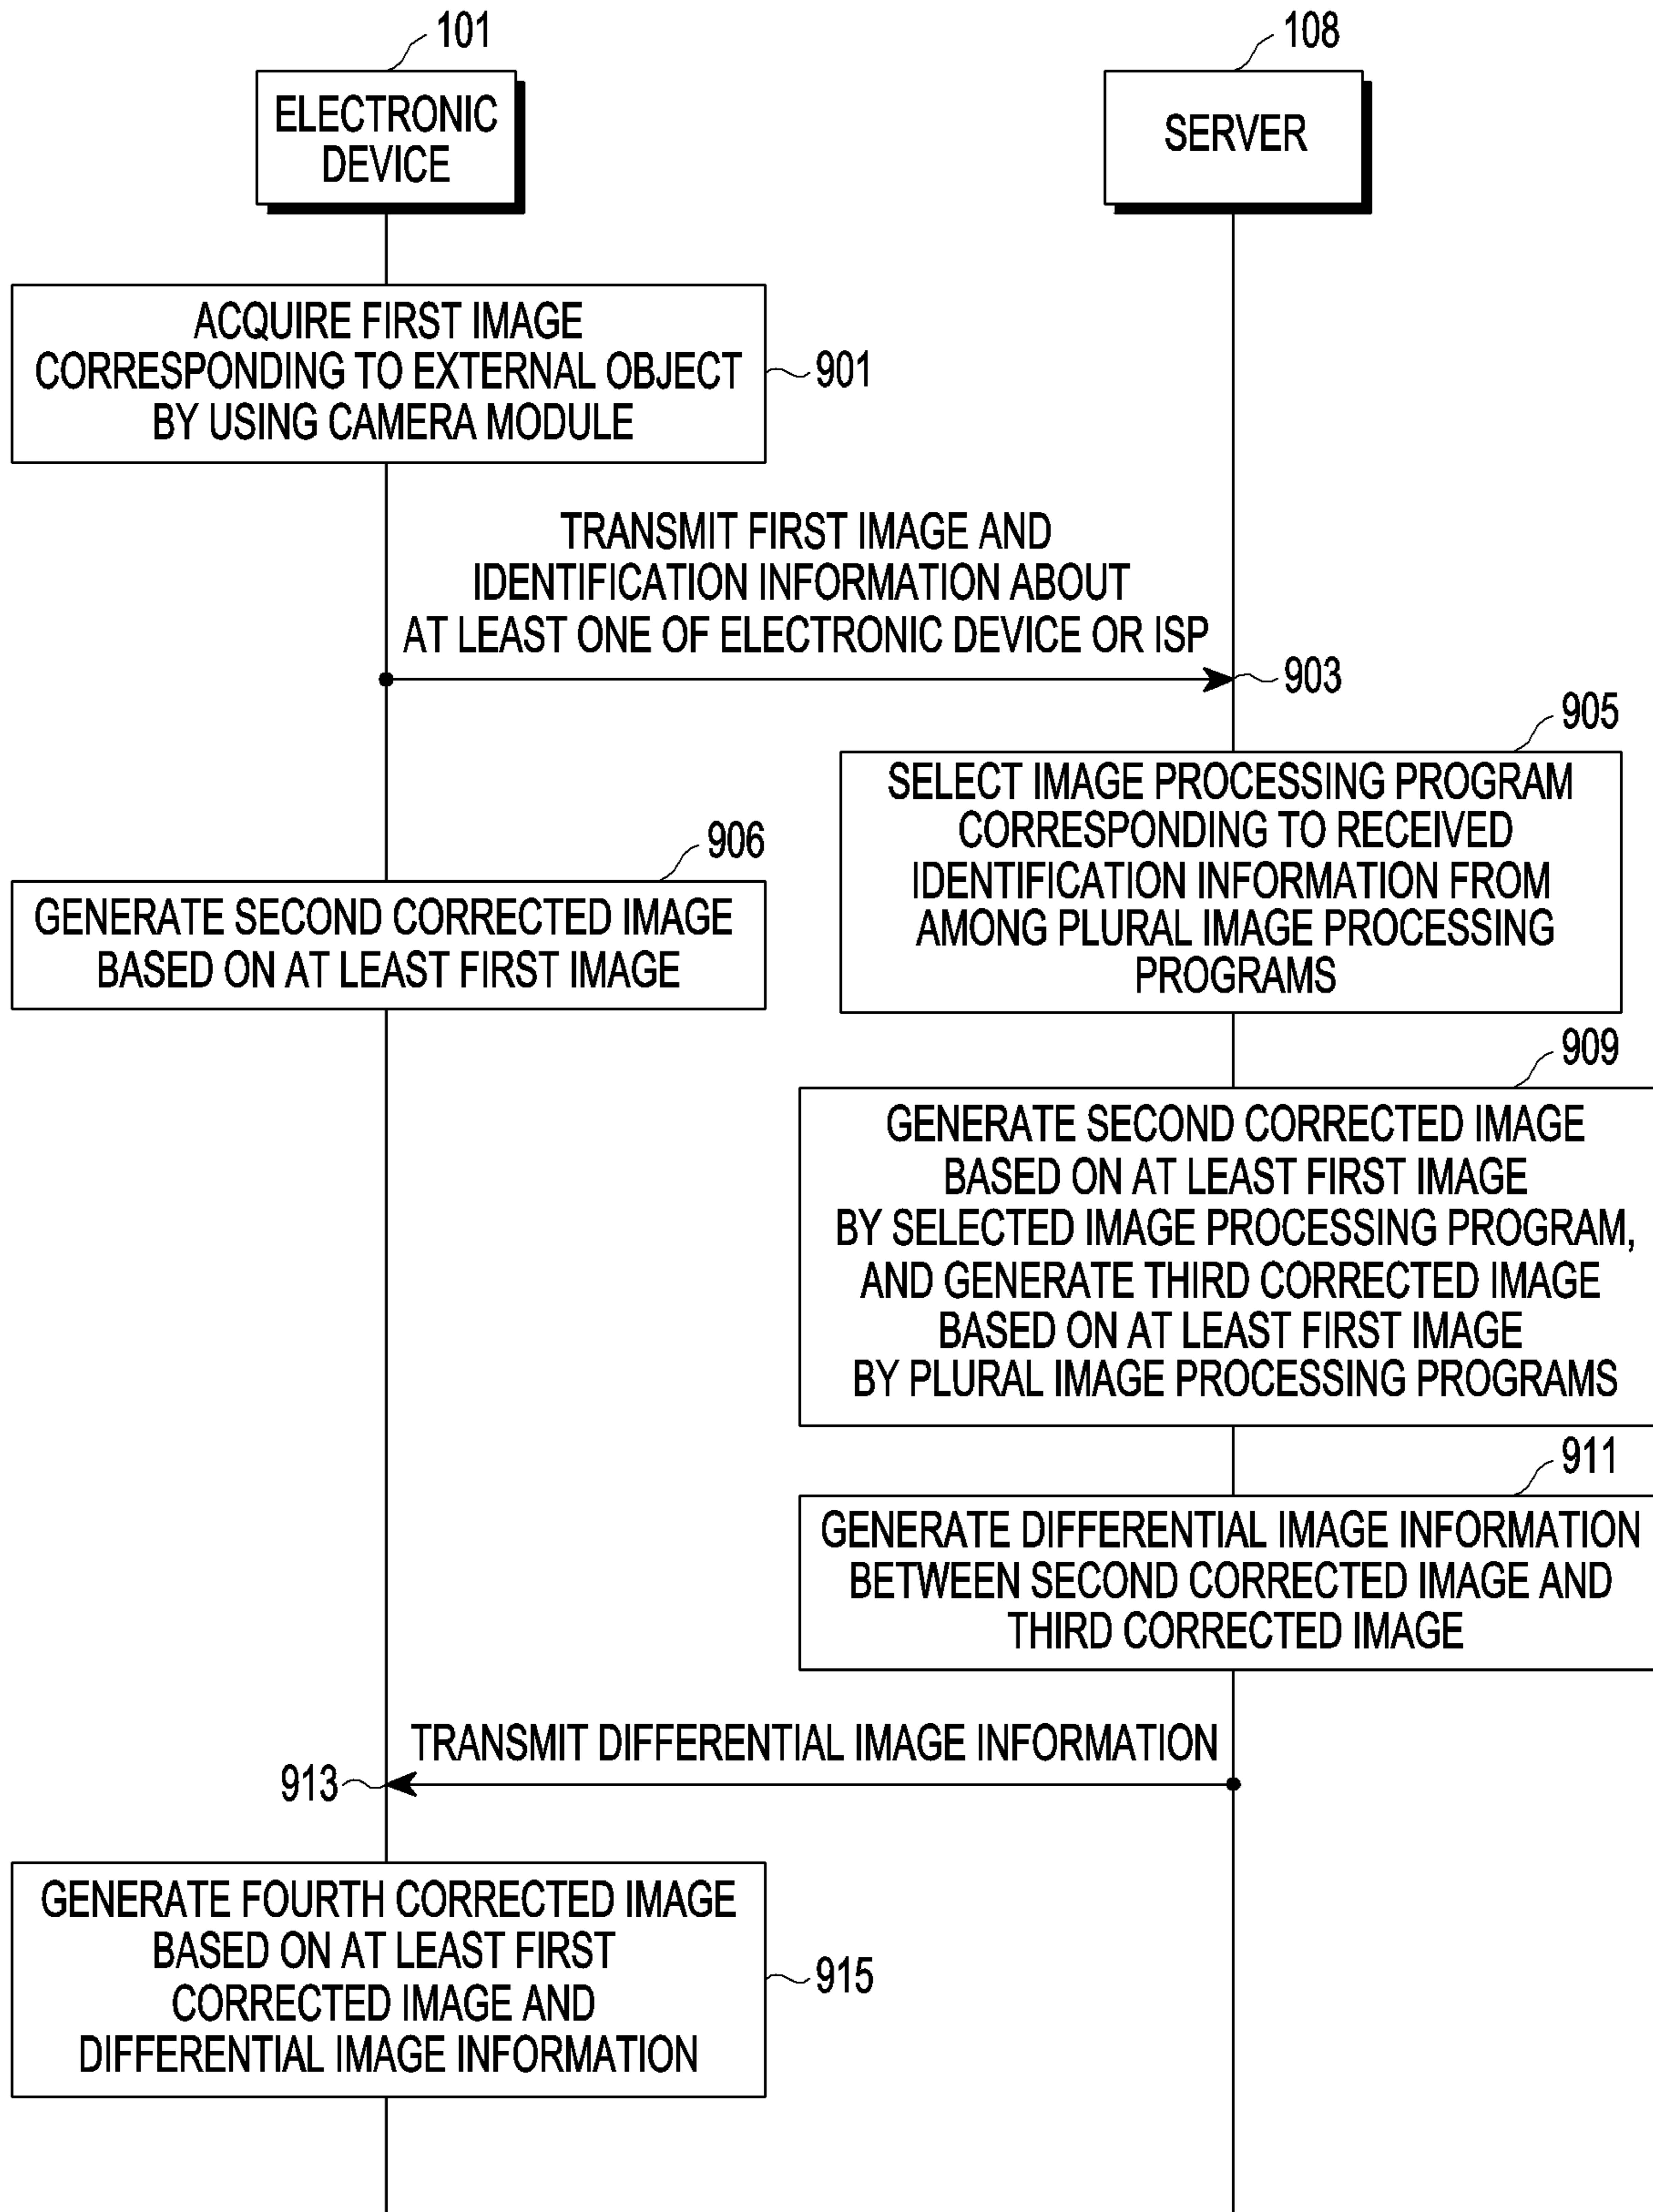 101
108
ELECTRONIC
DEVICE
SERVER
ACQUIRE FIRST IMAGE
CORRESPONDING TO EXTERNAL OBJECT
BY USING CAMERA MODULE
901
TRANSMIT FIRST IMAGE AND
IDENTIFICATION INFORMATION ABOUT
AT LEAST ONE OF ELECTRONIC DEVICE OR ISP
903
905
SELECT IMAGE PROCESSING PROGRAM
CORRESPONDING TO RECEIVED
IDENTIFICATION INFORMATION FROM
AMONG PLURAL IMAGE PROCESSING
PROGRAMS
906
GENERATE SECOND CORRECTED IMAGE
BASED ON AT LEAST FIRST IMAGE
909
GENERATE SECOND CORRECTED IMAGE
BASED ON AT LEAST FIRST IMAGE
BY SELECTED IMAGE PROCESSING PROGRAM,
AND GENERATE THIRD CORRECTED IMAGE
BASED ON AT LEAST FIRST IMAGE
BY PLURAL IMAGE PROCESSING PROGRAMS
911
GENERATE DIFFERENTIAL IMAGE INFORMATION
BETWEEN SECOND CORRECTED IMAGE AND
THIRD CORRECTED IMAGE
TRANSMIT DIFFERENTIAL IMAGE INFORMATION
913
GENERATE FOURTH CORRECTED IMAGE
BASED ON AT LEAST FIRST
CORRECTED IMAGE AND
DIFFERENTIAL IMAGE INFORMATION
915